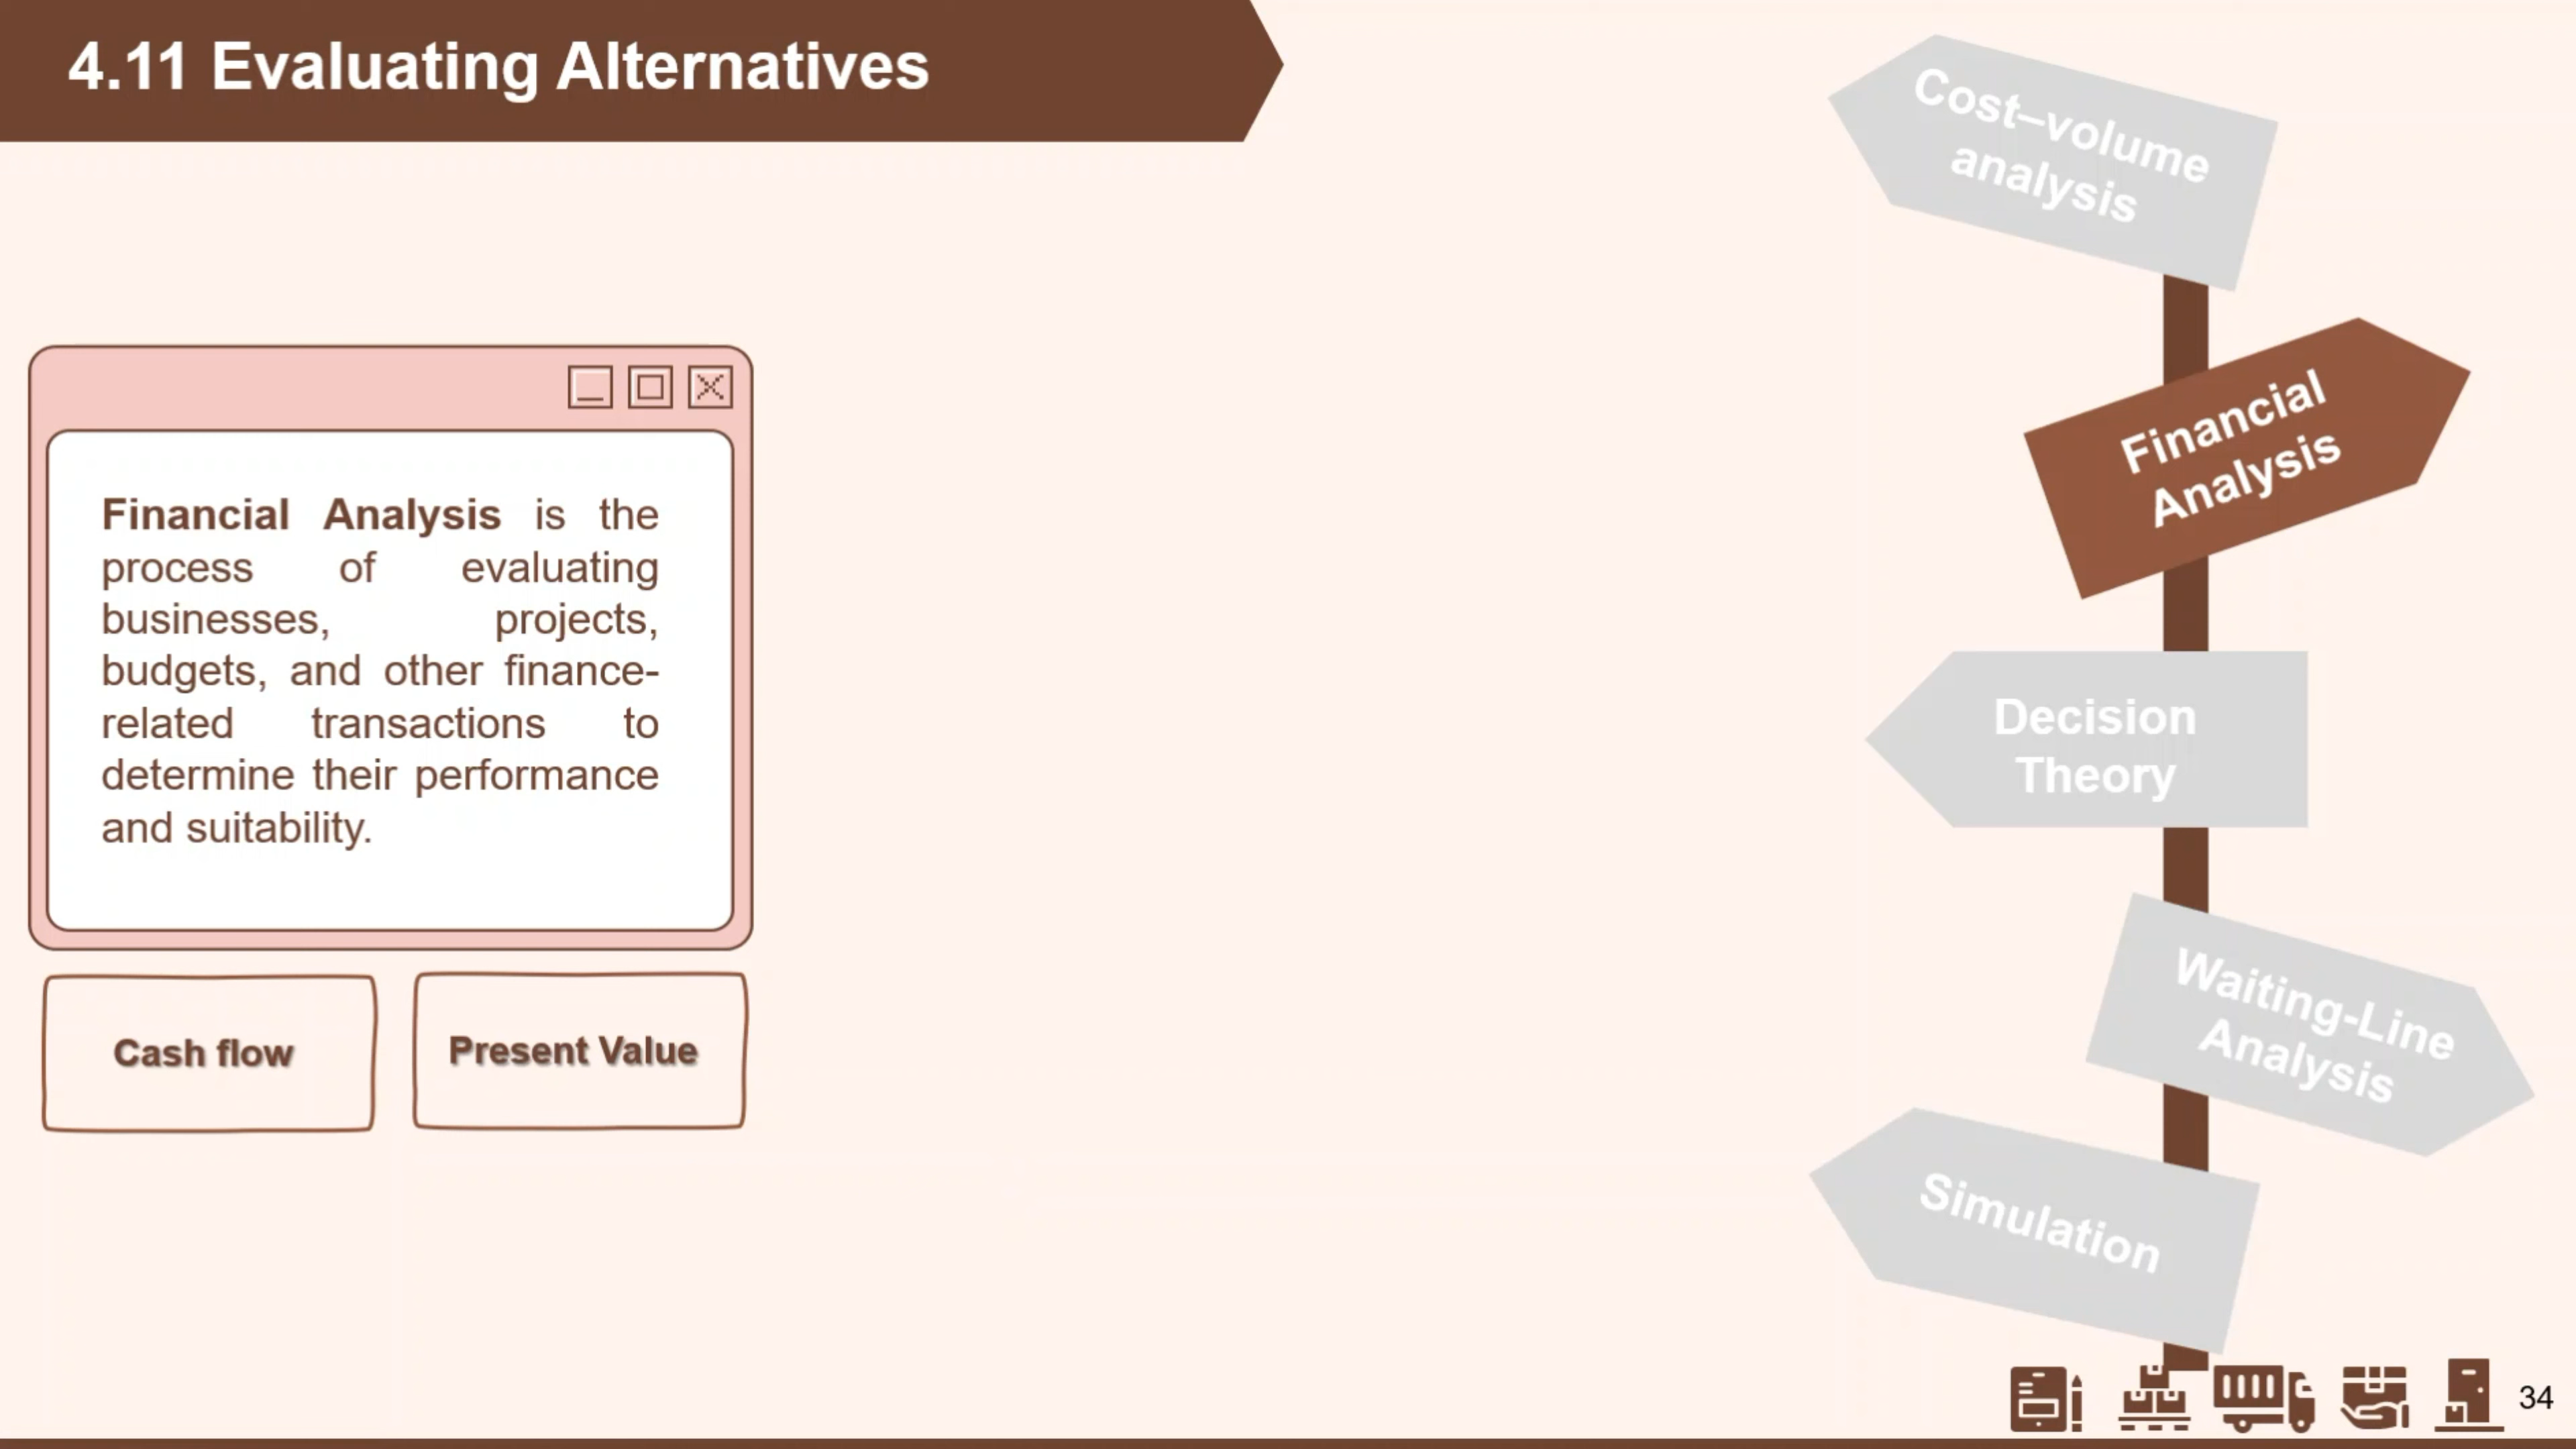 4.11 Evaluating Alternatives
Financial Analysis is the
process of evaluating
businesses, projects,
budgets, and other finance-
related transactions to
determine their performance
and suitability.
Cash flow
Present Value
Cost–volume
analysis
Financial
Analysis
Decision
Theory
Waiting-Line
Analysis
Simulation
34